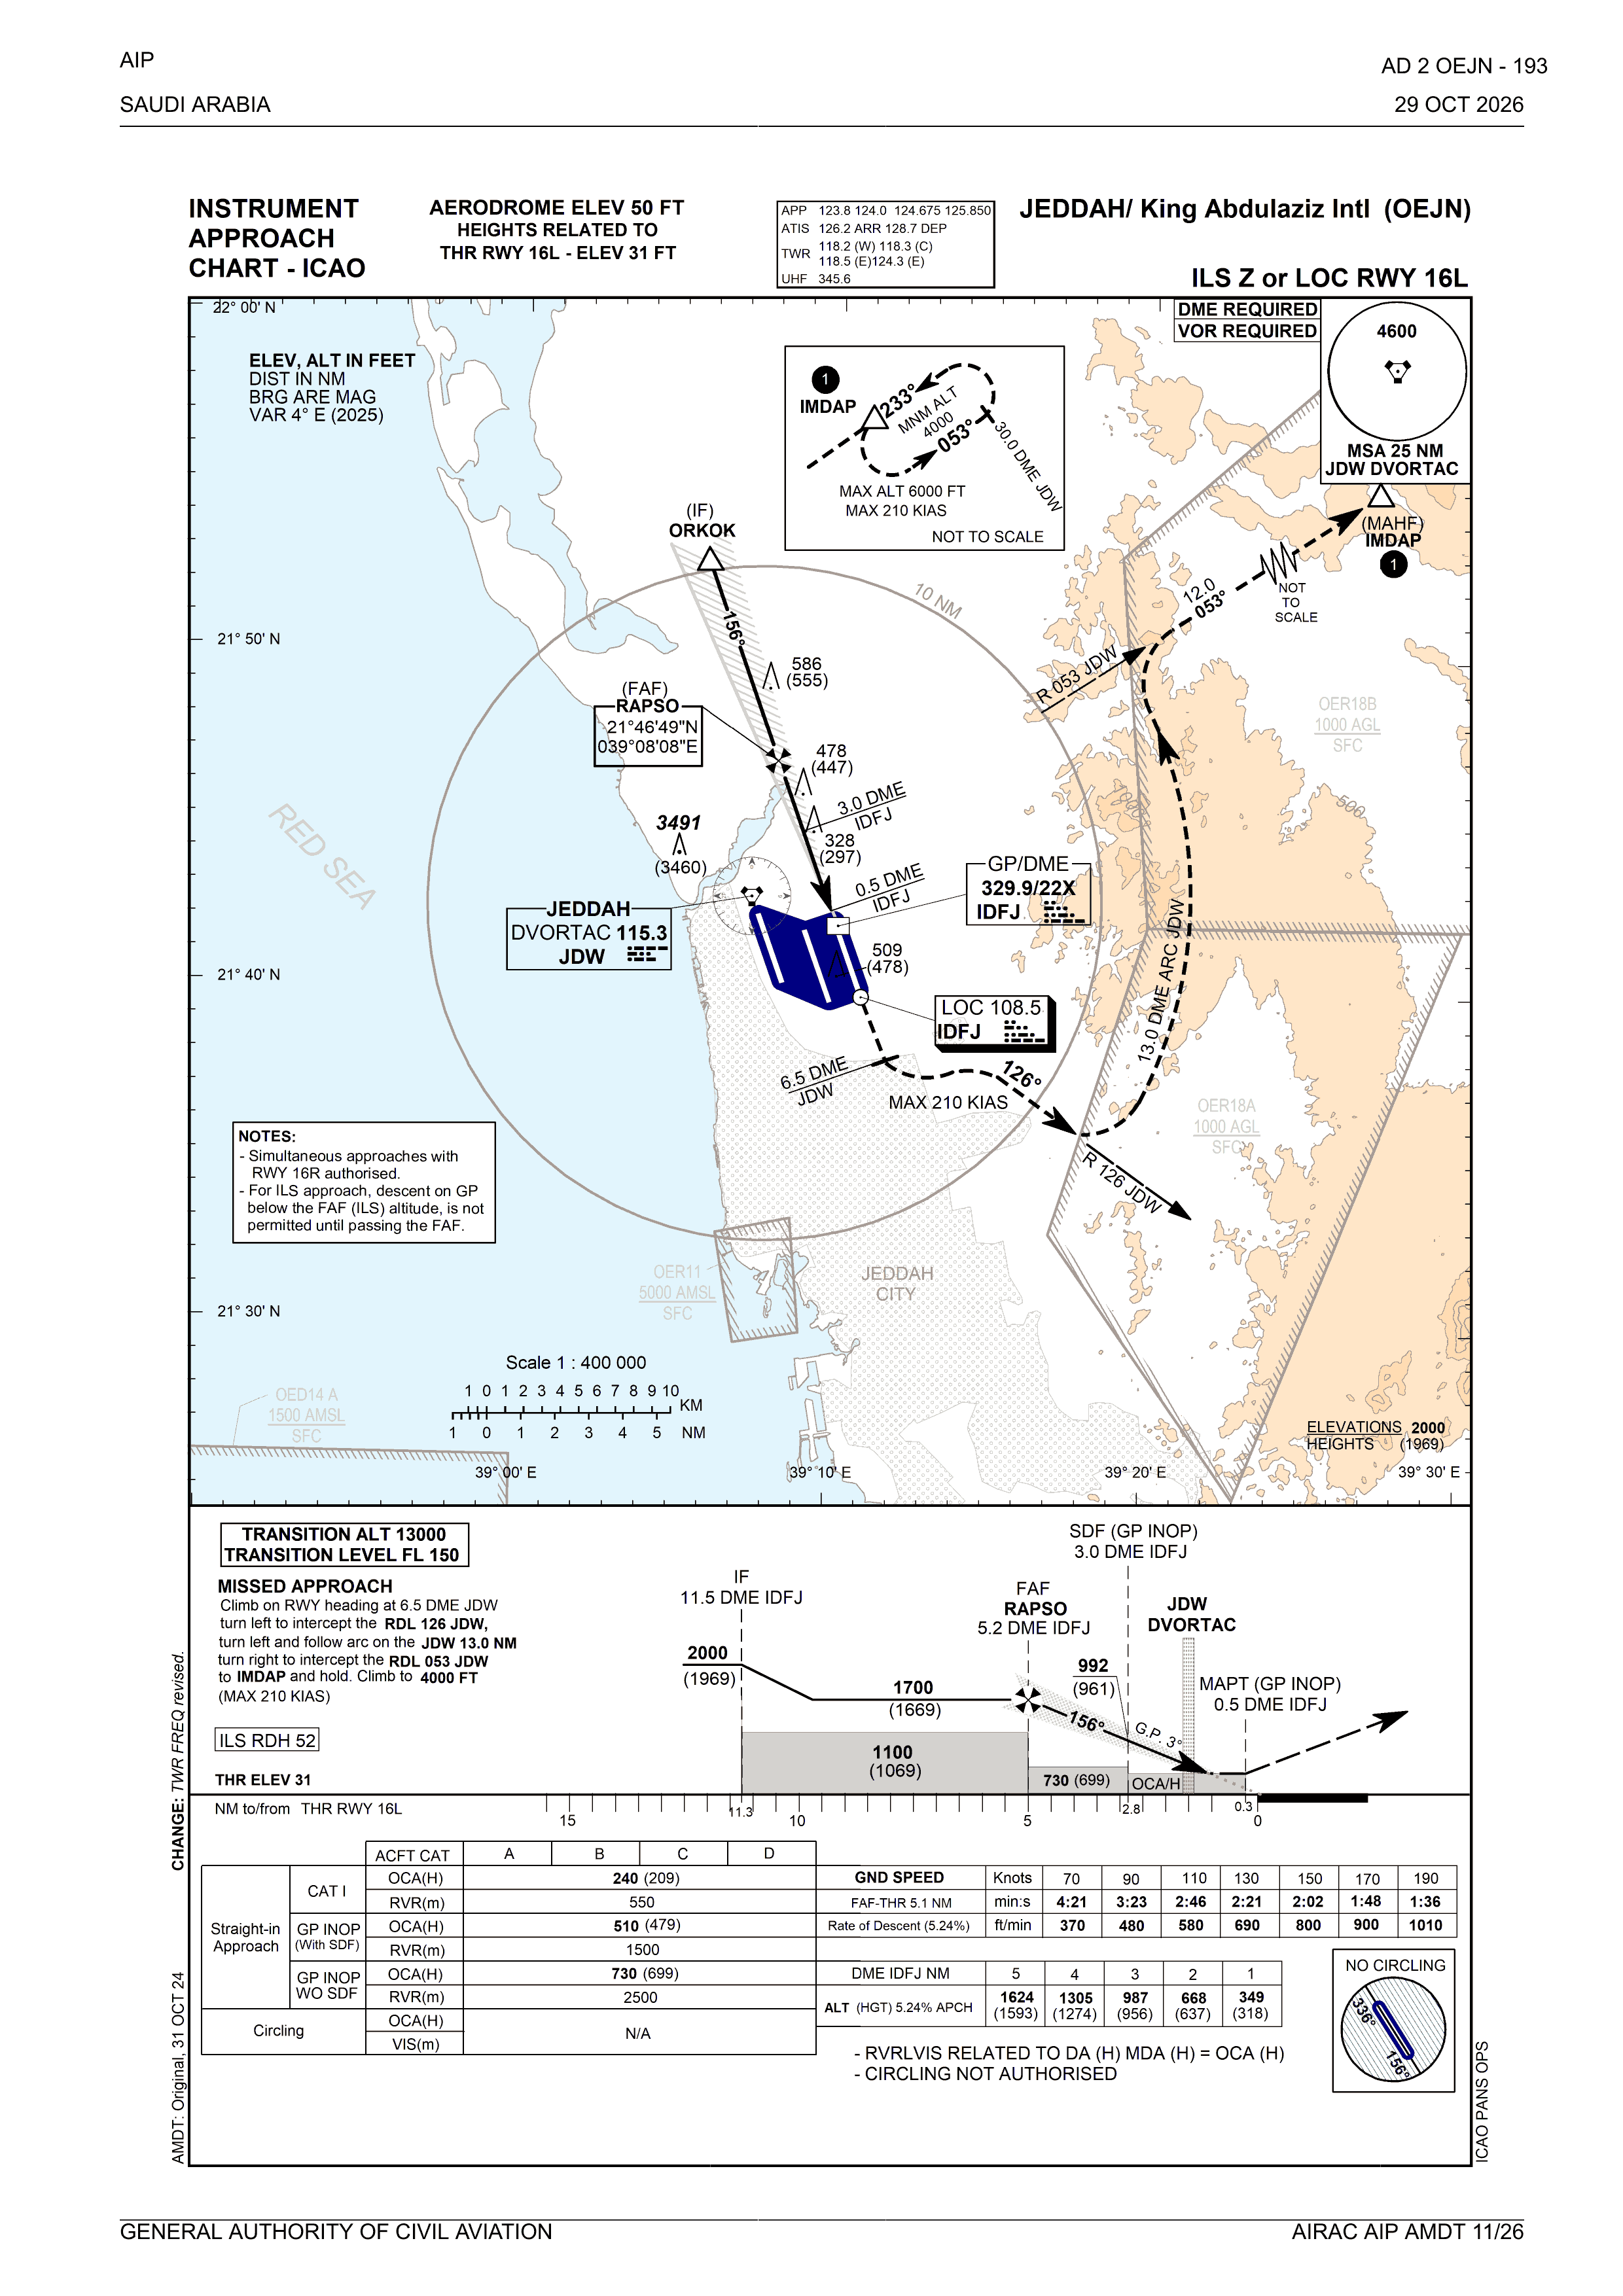 AIP
AD 2 OEJN - 193
SAUDI ARABIA
29 OCT 2026
INSTRUMENT
APPROACH
CHART - ICAO
AERODROME ELEV 50 FT
HEIGHTS RELATED TO
THR RWY 16L - ELEV 31 FT
APP 123.8 124.0 124.675 125.850
ATIS 126.2 ARR 128.7 DEP
TWR 118.2 (W) 118.3 (C)
118.5 (E)124.3 (E)
UHF 345.6
JEDDAH/ King Abdulaziz Intl (OEJN)
ILS Z or LOC RWY 16L
22° 00' N
ELEV, ALT IN FEET
DIST IN NM
BRG ARE MAG
VAR 4° E (2025)
DME REQUIRED
VOR REQUIRED
4600
MSA 25 NM
JDW DVORTAC
1
IMDAP
233°
MNM ALT
4000
053°
30.0 DME JDW
MAX ALT 6000 FT
MAX 210 KIAS
NOT TO SCALE
(IF)
ORKOK
(MAHF)
IMDAP
1
10 NM
12.0
053°
NOT
TO
SCALE
156°
21° 50' N
586
(555)
R 053 JDW
(FAF)
RAPSO
21°46'49"N
039°08'08"E
OER18B
1000 AGL
SFC
478
(447)
3.0 DME
IDFJ
500
RED SEA
3491
(3460)
328
(297)
0.5 DME
IDFJ
GP/DME
329.9/22X
IDFJ
JEDDAH
DVORTAC 115.3
JDW
509
(478)
21° 40' N
13.0 DME ARC JDW
LOC 108.5
IDFJ
6.5 DME
JDW
126°
MAX 210 KIAS
OER18A
1000 AGL
SFC
R 126 JDW
NOTES:
- Simultaneous approaches with
RWY 16R authorised.
- For ILS approach, descent on GP
below the FAF (ILS) altitude, is not
permitted until passing the FAF.
OER11
5000 AMSL
SFC
JEDDAH
CITY
21° 30' N
Scale 1 : 400 000
1 0 1 2 3 4 5 6 7 8 9 10
KM
1 0 1 2 3 4 5 NM
OED14 A
1500 AMSL
SFC
ELEVATIONS 2000
HEIGHTS (1969)
39° 00' E
39° 10' E
39° 20' E
39° 30' E
TRANSITION ALT 13000
TRANSITION LEVEL FL 150
MISSED APPROACH
Climb on RWY heading at 6.5 DME JDW
turn left to intercept the RDL 126 JDW,
turn left and follow arc on the JDW 13.0 NM
turn right to intercept the RDL 053 JDW
to IMDAP and hold. Climb to 4000 FT
(MAX 210 KIAS)
ILS RDH 52
THR ELEV 31
SDF (GP INOP)
3.0 DME IDFJ
IF
11.5 DME IDFJ
FAF
RAPSO
5.2 DME IDFJ
JDW
DVORTAC
2000
(1969)
992
(961)
MAPT (GP INOP)
0.5 DME IDFJ
1700
(1669)
156°
G.P. 3°
1100
(1069)
730 (699)
OCA/H
NM to/from THR RWY 16L
15
11.3
10
5
2.8
0.3
0
ACFT CAT A B C D
Straight-in
Approach
CAT I
OCA(H) 240 (209)
RVR(m) 550
GP INOP
(With SDF)
OCA(H) 510 (479)
RVR(m) 1500
GP INOP
WO SDF
OCA(H) 730 (699)
RVR(m) 2500
Circling
OCA(H)
VIS(m)
N/A
GND SPEED Knots 70 90 110 130 150 170 190
FAF-THR 5.1 NM min:s 4:21 3:23 2:46 2:21 2:02 1:48 1:36
Rate of Descent (5.24%) ft/min 370 480 580 690 800 900 1010
DME IDFJ NM 5 4 3 2 1
ALT (HGT) 5.24% APCH
1624 1305 987 668 349
(1593) (1274) (956) (637) (318)
- RVRLVIS RELATED TO DA (H) MDA (H) = OCA (H)
- CIRCLING NOT AUTHORISED
NO CIRCLING
336°
156°
CHANGE: TWR FREQ revised.
AMDT: Original, 31 OCT 24
ICAO PANS OPS
GENERAL AUTHORITY OF CIVIL AVIATION
AIRAC AIP AMDT 11/26